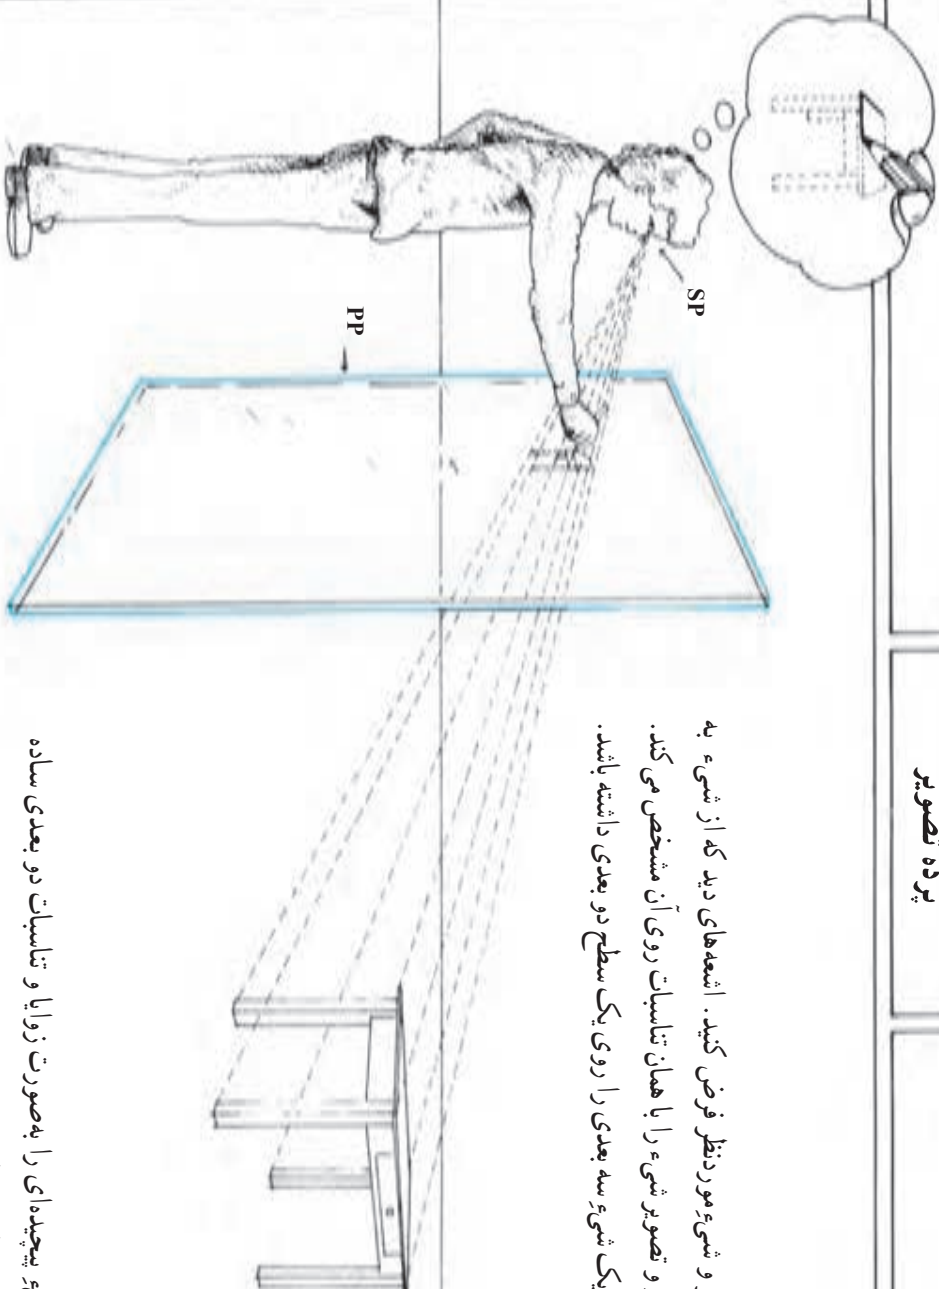 پرده تصویر
SP
PP
و شیءِ موردنظر فرض کنید. اشعه‌های دید که از شیء به
و تصویر شیء را با همان تناسبات روی آن مشخص می کند.
یک شیءِ سه بعدی را روی یک سطح دو بعدی داشته باشد.
پیچیده‌ای را به‌صورت زوایا و تناسبات دو بعدی ساده